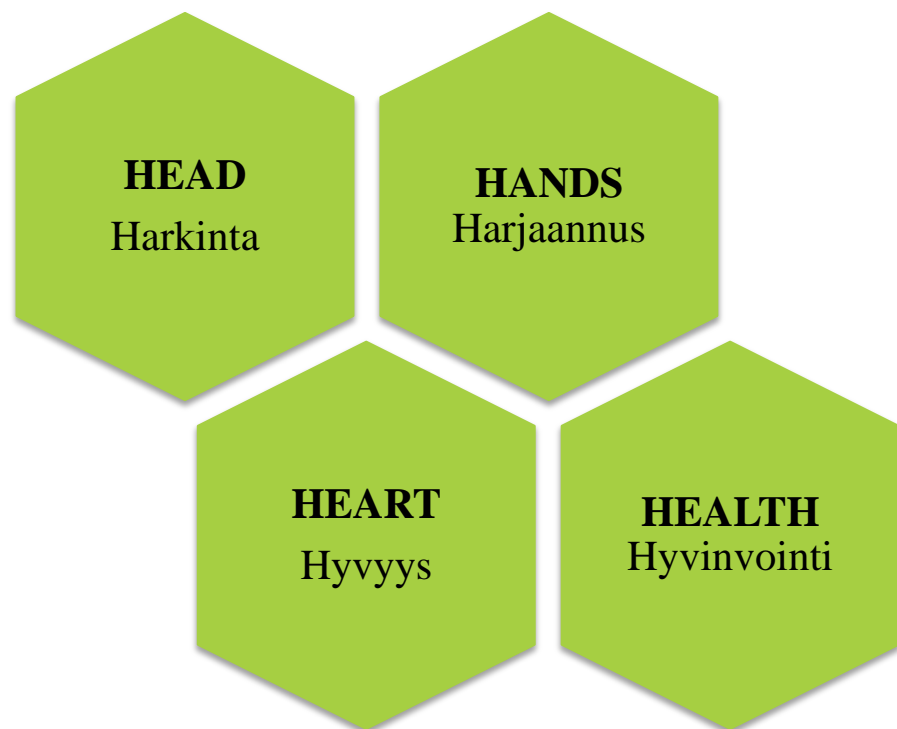 HEAD
Harkinta
HANDS
Harjaannus
HEART
Hyvyys
HEALTH
Hyvinvointi